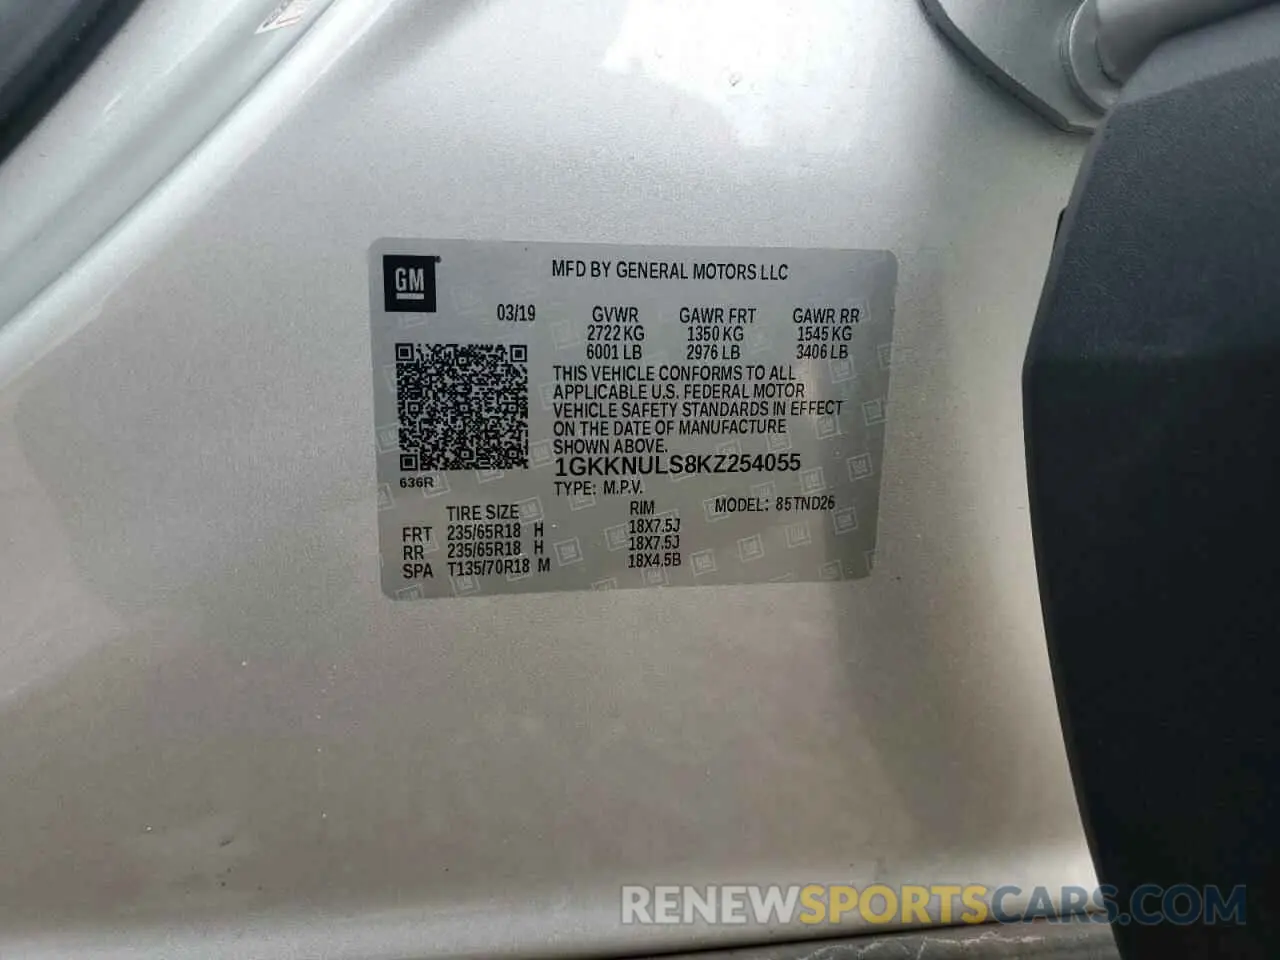 GM
MFD BY GENERAL MOTORS LLC
03/19 GVWR GAWR FRT GAWR RR
2722 KG 1350 KG 1545 KG
6001 LB 2976 LB 3406 LB
THIS VEHICLE CONFORMS TO ALL
APPLICABLE U.S. FEDERAL MOTOR
VEHICLE SAFETY STANDARDS IN EFFECT
ON THE DATE OF MANUFACTURE
SHOWN ABOVE.
1GKKNULS8KZ254055
636R
TYPE: M.P.V.
TIRE SIZE RIM MODEL: 85TND26
FRT 235/65R18 H 18X7.5J
RR 235/65R18 H 18X7.5J
SPA T135/70R18 M 18X4.5B
RENEWSPORTSCARS.COM